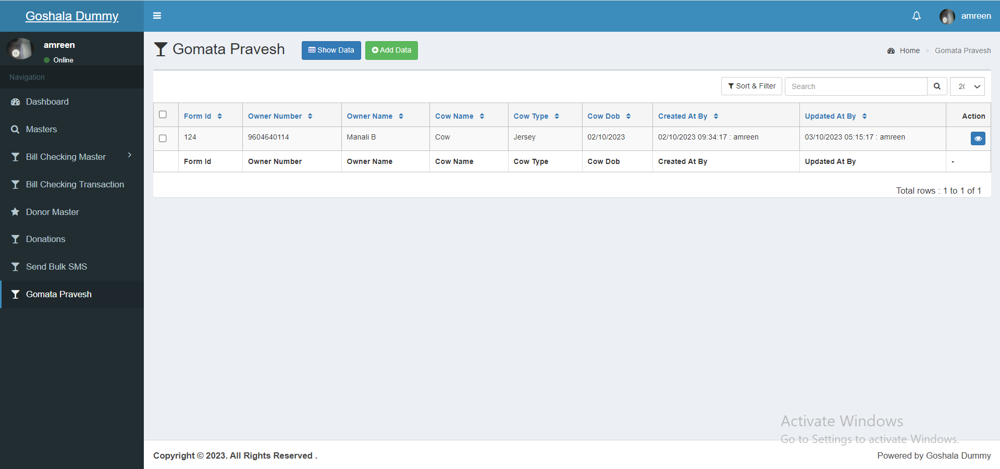 Goshala Dummy
amreen
amreen
Online
Navigation
Dashboard
Masters
Bill Checking Master
Bill Checking Transaction
Donor Master
Donations
Send Bulk SMS
Gomata Pravesh
Gomata Pravesh
Show Data
Add Data
Home > Gomata Pravesh
Sort & Filter
Search
20
Form Id Owner Number Owner Name Cow Name Cow Type Cow Dob Created At By Updated At By Action
124 9604640114 Manali B Cow Jersey 02/10/2023 02/10/2023 09:34:17 : amreen 03/10/2023 05:15:17 : amreen
Form Id Owner Number Owner Name Cow Name Cow Type Cow Dob Created At By Updated At By -
Total rows : 1 to 1 of 1
Activate Windows
Go to Settings to activate Windows.
Copyright © 2023. All Rights Reserved .
Powered by Goshala Dummy